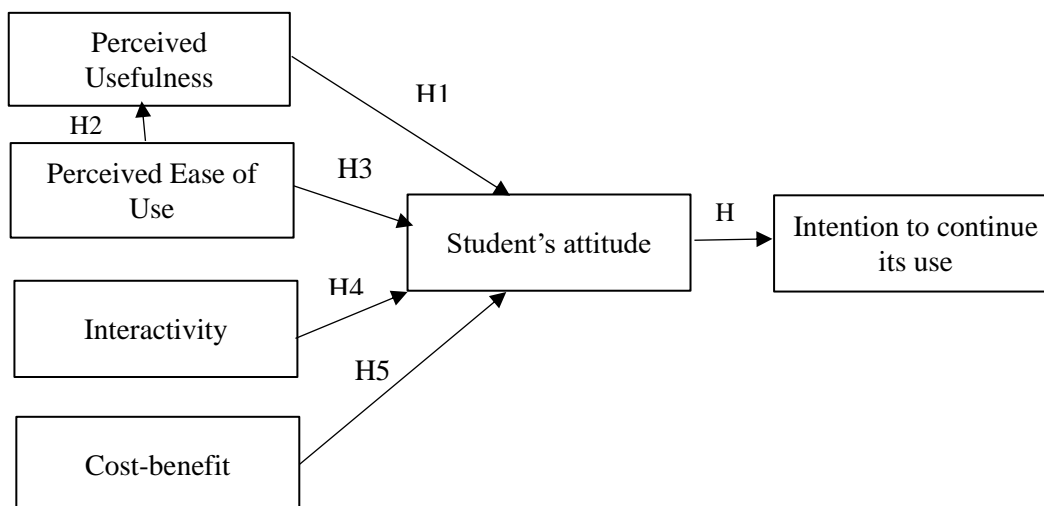 Perceived
Usefulness
H1
H2
Perceived Ease of
Use
H3
Student's attitude
H
Intention to continue
its use
Interactivity
H4
H5
Cost-benefit